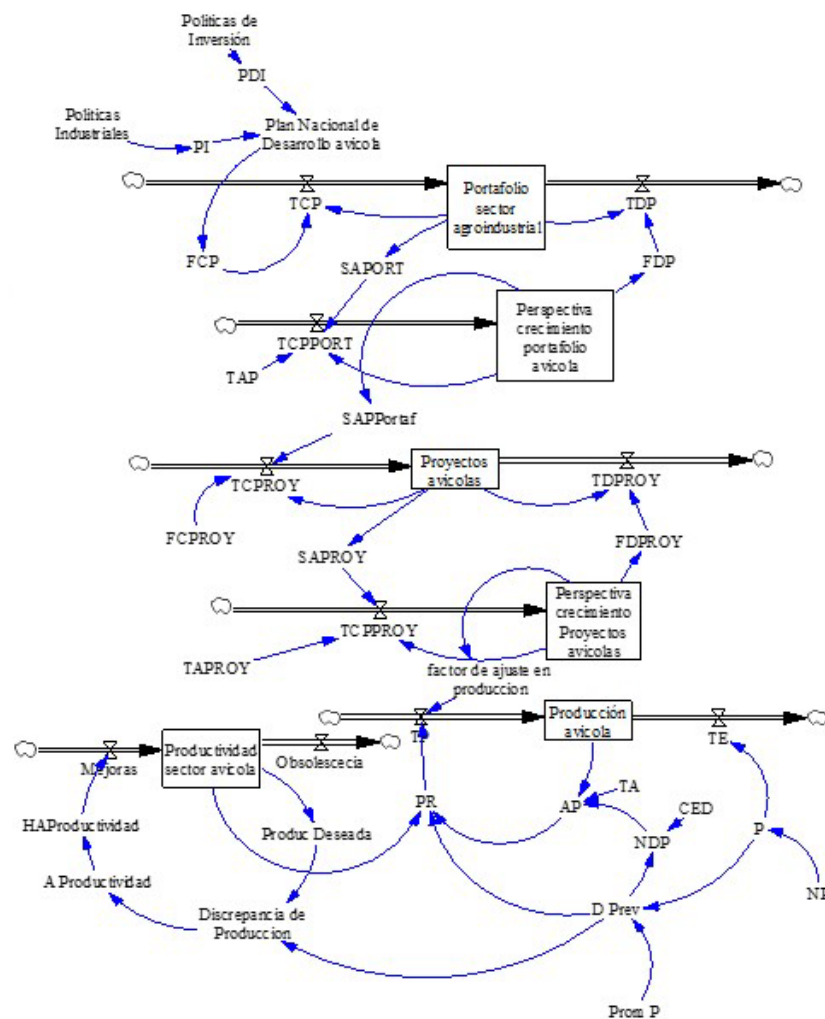 Politicas de
Inversión
PDI
Politicas
Industriales
PI
Plan Nacional de
Desarrollo avicola
TCP
Portafolio
sector
agroindustrial
TDP
FCP
SAPORT
FDP
TCPPORT
Perspectiva
crecimiento
portafolio
avicola
TAP
SAPPortaf
TCPROY
Proyectos
avicolas
TDPROY
FCPROY
SAPROY
FDPROY
TCPPROY
Perspectiva
crecimiento
Proyectos
avicolas
TAPROY
factor de ajuste en
produccion
Producción
avicola
TE
Mejoras
Productividad
sector avicola
Obsolescecia
PR
AP
TA
CED
HAProductividad
Produc Deseada
NDP
P
A Productividad
Discrepancia de
Produccion
D Prev
Prom P